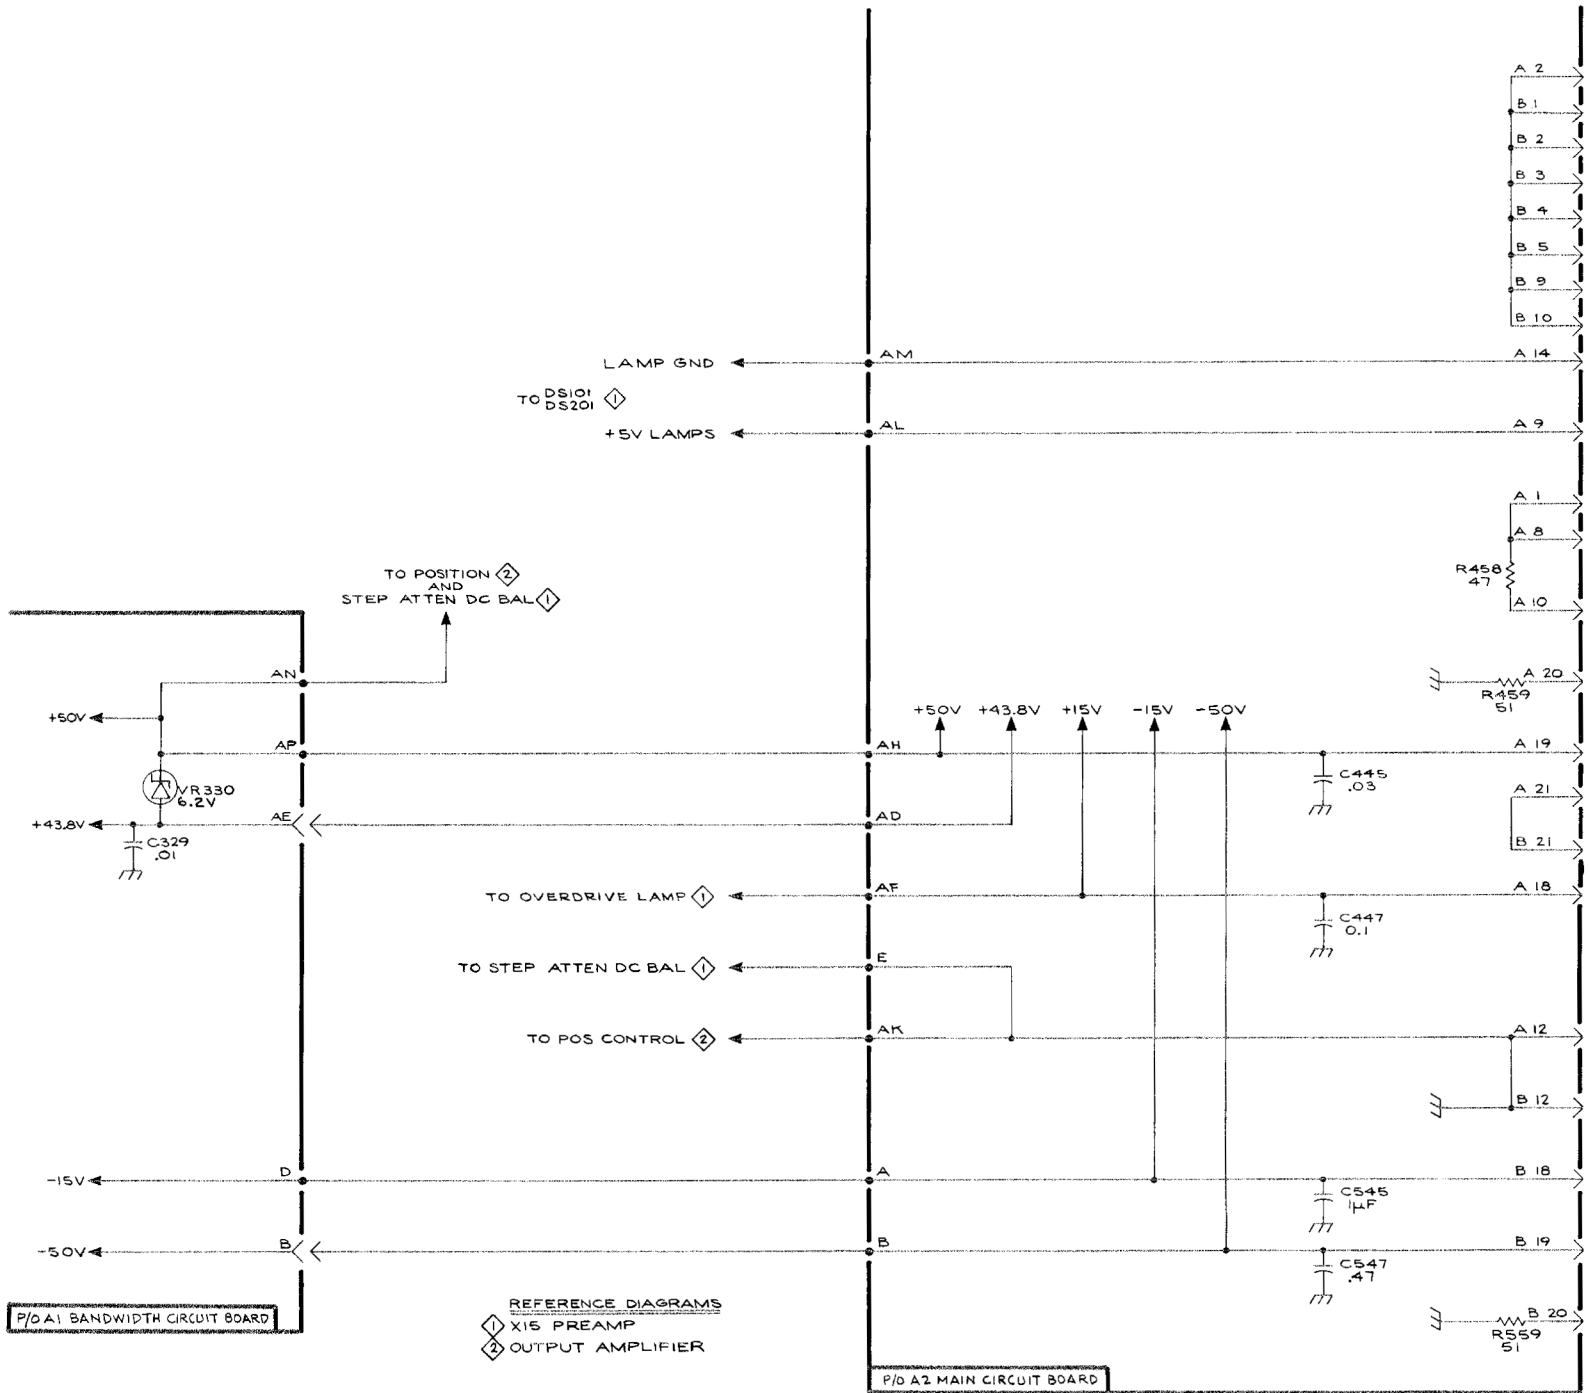 A 2
B 1
B 2
B 3
B 4
B 5
B 9
B 10
LAMP GND
AM
A 14
TO DS101
DS201 1
+5V LAMPS
AL
A 9
A 1
A 8
R458
47
A 10
TO POSITION 2
AND
STEP ATTEN DC BAL 1
AN
A 20
R459
51
+50V
+50V
+43.8V
+15V
-15V
-50V
AP
AH
A 19
VR330
6.2V
C445
.03
A 21
+43.8V
AE
AD
C329
.01
B 21
TO OVERDRIVE LAMP 1
AF
A 18
C447
0.1
TO STEP ATTEN DC BAL 1
E
TO POS CONTROL 2
AK
A 12
B 12
-15V
D
A
B 18
C545
1µF
-50V
B
B
B 19
C547
.47
REFERENCE DIAGRAMS
1 X15 PREAMP
2 OUTPUT AMPLIFIER
B 20
R559
51
P/O A1 BANDWIDTH CIRCUIT BOARD
P/O A2 MAIN CIRCUIT BOARD